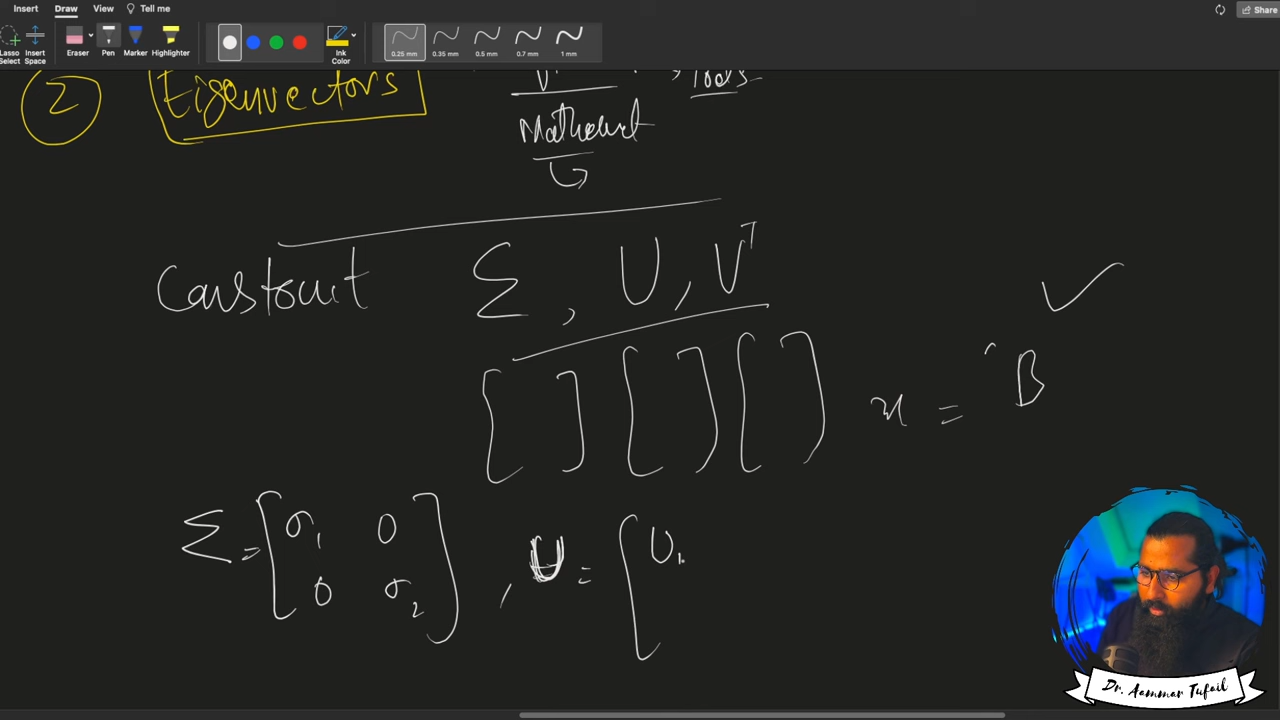 Insert Draw View Tell me Share
Lasso Select Insert Space Eraser Pen Marker Highlighter Ink Color 0.25 mm 0.35 mm 0.5 mm 0.7 mm 1 mm
2 Eigenvectors
Tools
Construct Σ, U, V^T
[ ] [ ] [ ] x = B
Σ = [σ1 0
0 σ2] , U = [U1
Dr. Aammar Tufail